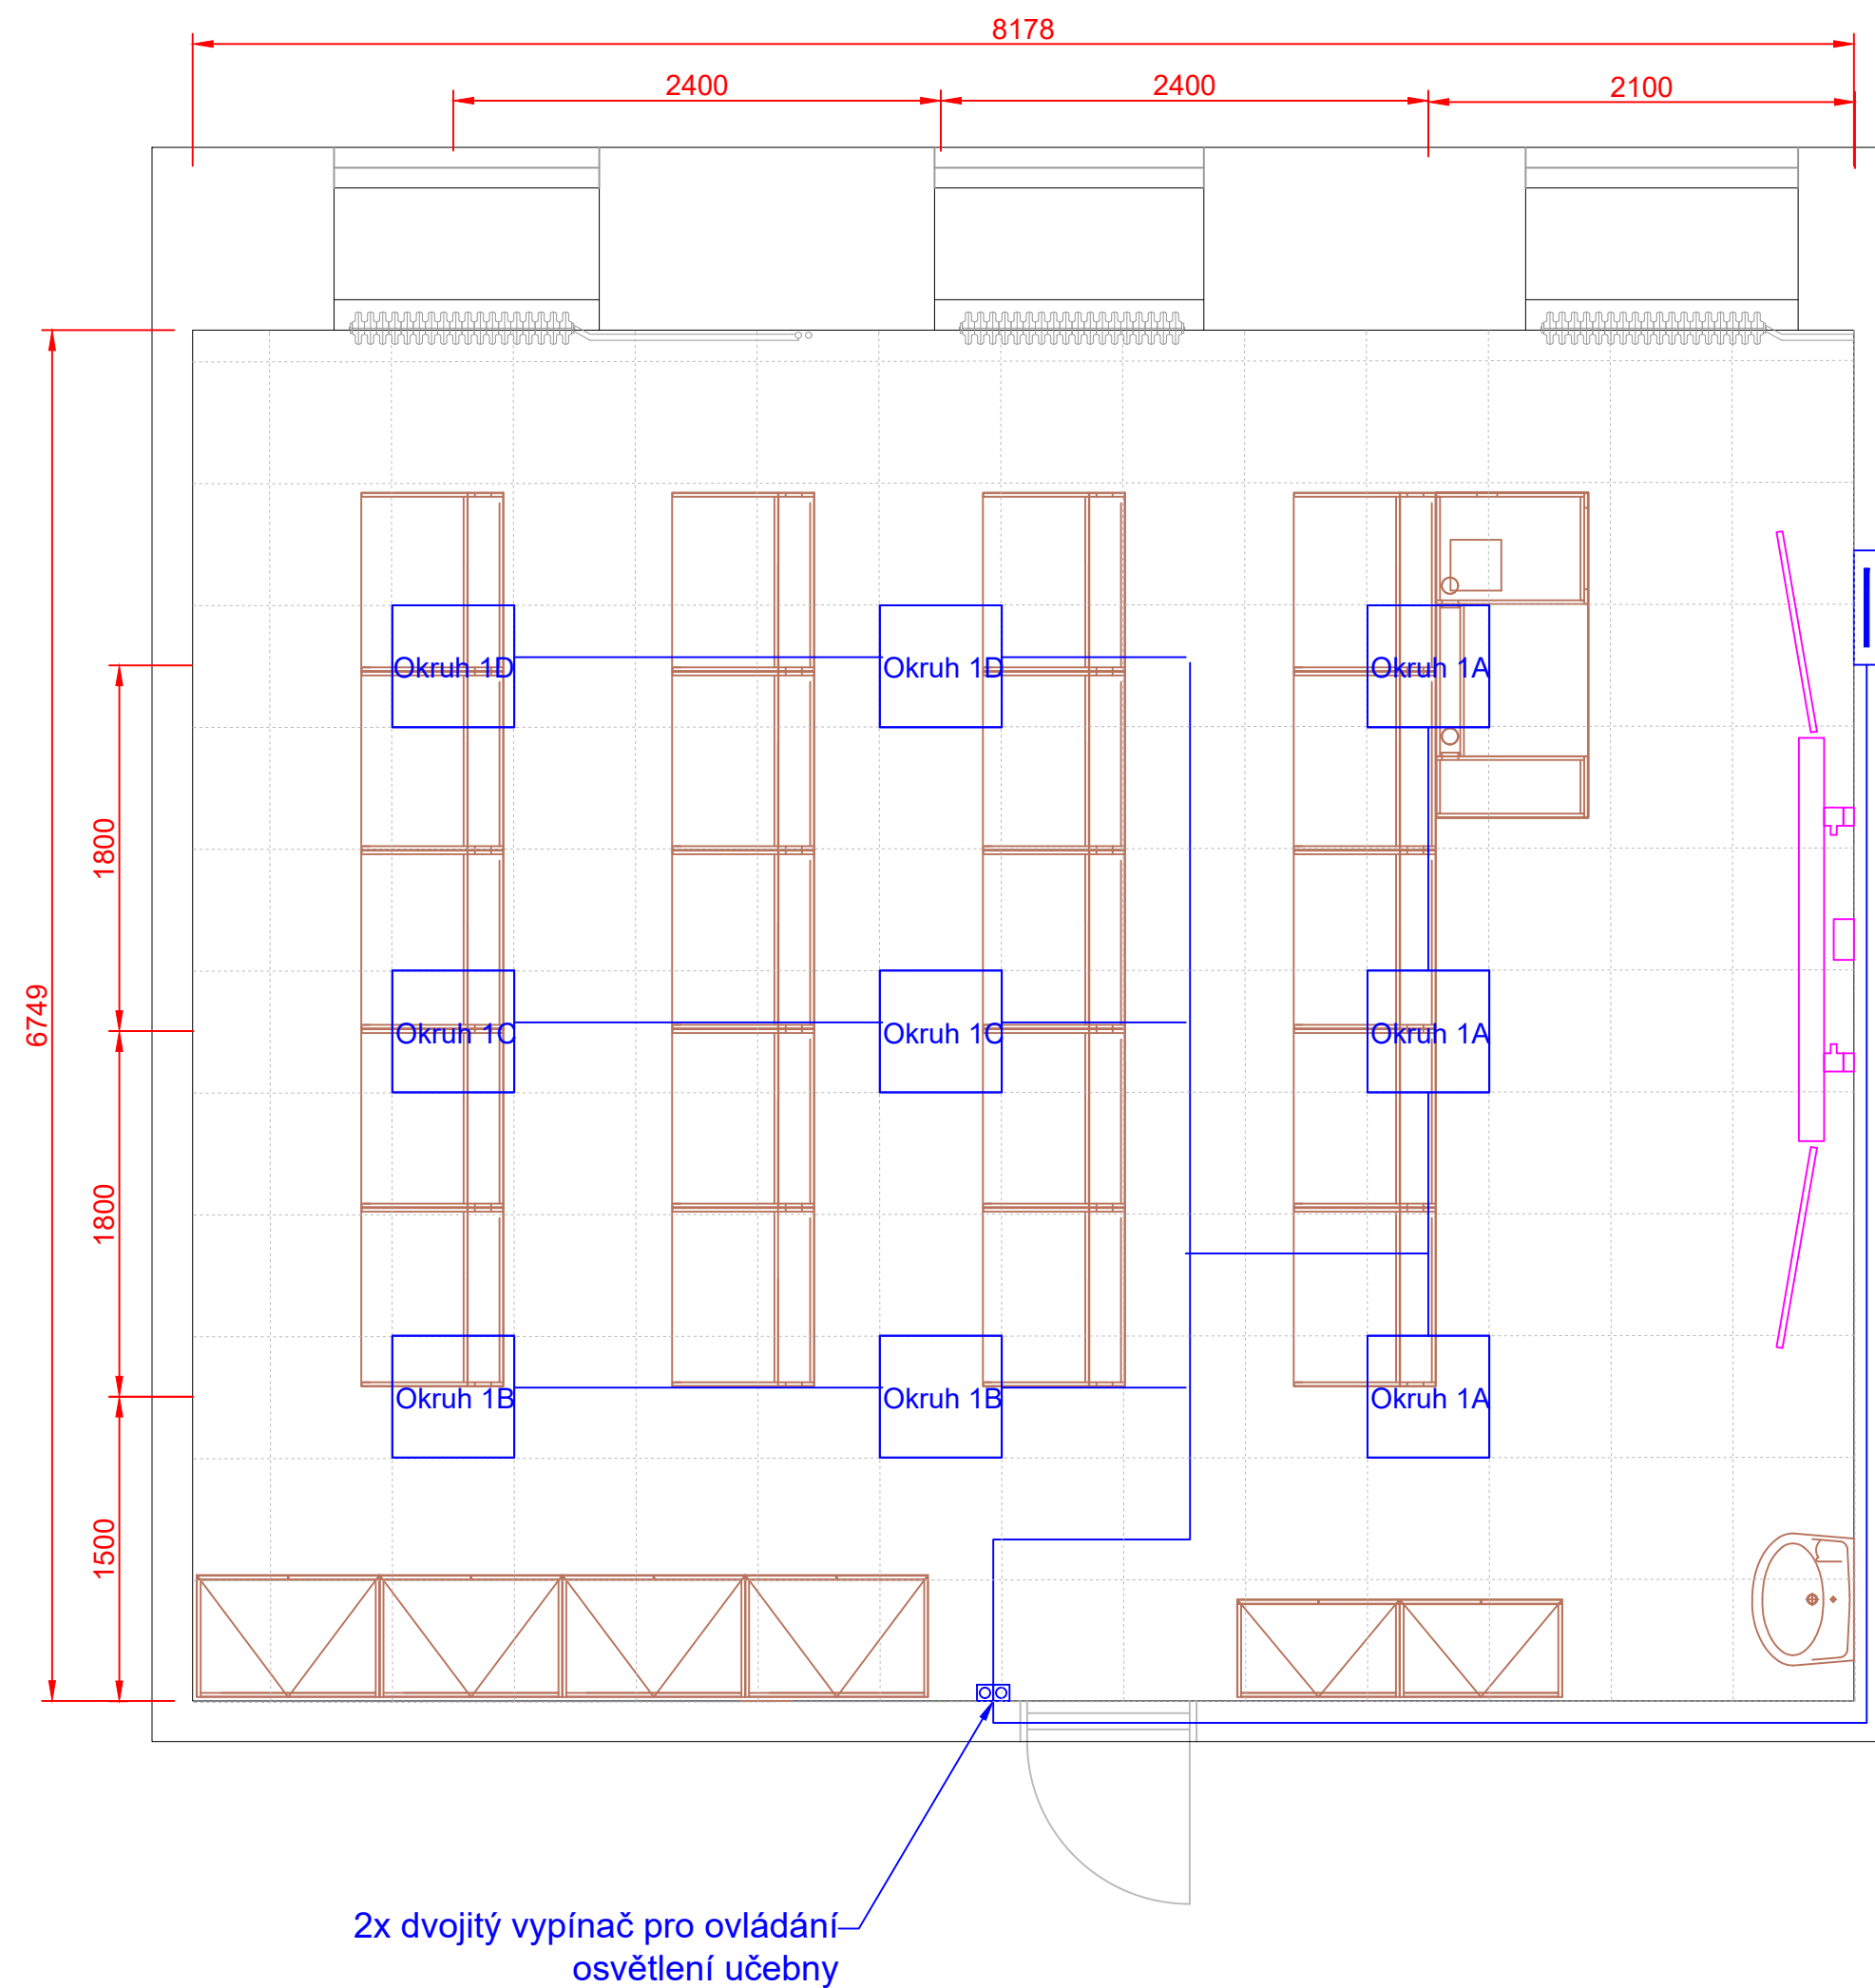 8178
2400
2400
2100
Okruh 1D
Okruh 1D
Okruh 1A
1800
6749
Okruh 1C
Okruh 1C
Okruh 1A
1800
Okruh 1B
Okruh 1B
Okruh 1A
1500
2x dvojitý vypínač pro ovládání
osvětlení učebny